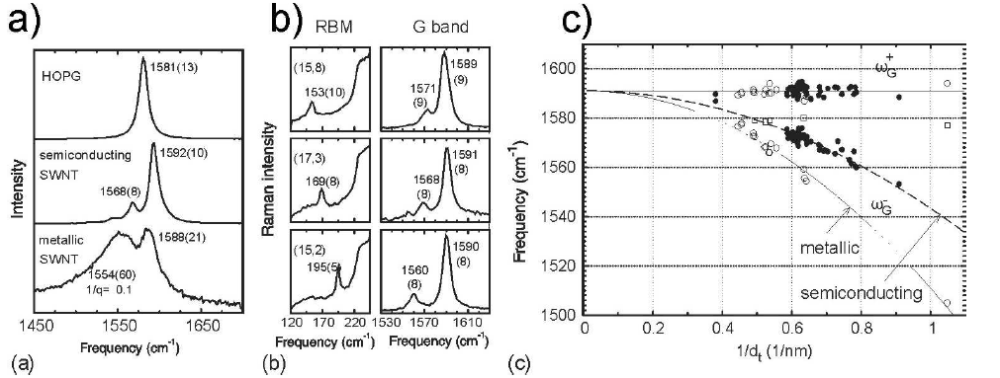 a)
HOPG
1581(13)
semiconducting
SWNT
1592(10)
1568(8)
metallic
SWNT
1588(21)
1554(60)
1/q= 0.1
Intensity
1450 1550 1650
Frequency (cm-1)
(a)
b)
RBM G band
(15,8)
153(10)
1571
(9)
1589
(9)
(17,3)
169(8)
1568
(8)
1591
(8)
(15,2)
195(5)
1560
(8)
1590
(8)
Raman intensity
120 170 220 1530 1570 1610
Frequency (cm-1)
(b)
c)
1600
1580
1560
1540
1520
1500
Frequency (cm-1)
ωG+
ωG-
metallic
semiconducting
0 0.2 0.4 0.6 0.8 1
1/dt (1/nm)
(c)